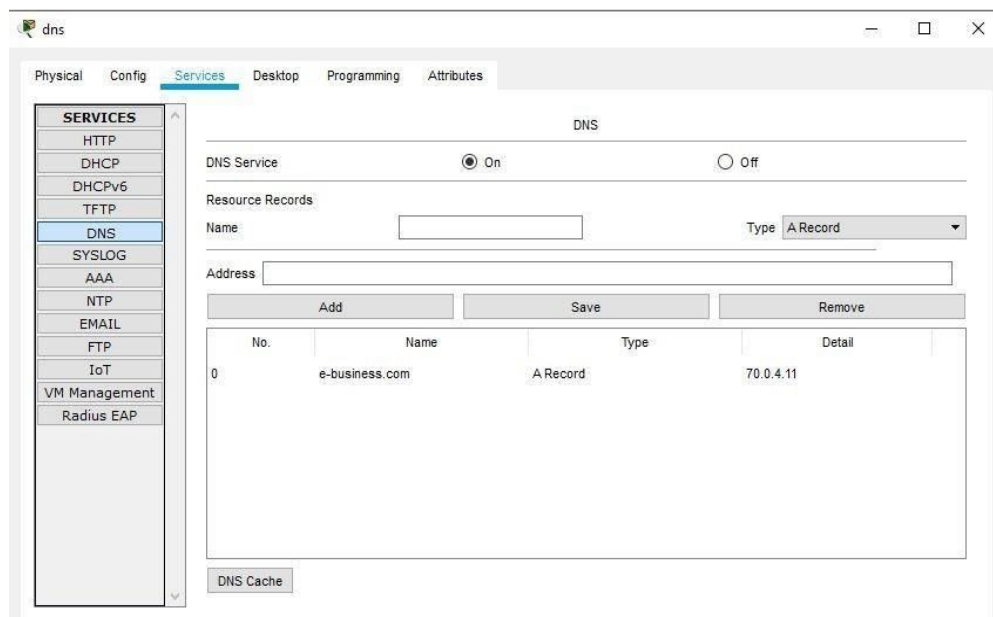 dns
Physical Config Services Desktop Programming Attributes
SERVICES
HTTP
DHCP
DHCPv6
TFTP
DNS
SYSLOG
AAA
NTP
EMAIL
FTP
IoT
VM Management
Radius EAP
DNS
DNS Service On Off
Resource Records
Name Type A Record
Address
Add Save Remove
No. Name Type Detail
0 e-business.com A Record 70.0.4.11
DNS Cache